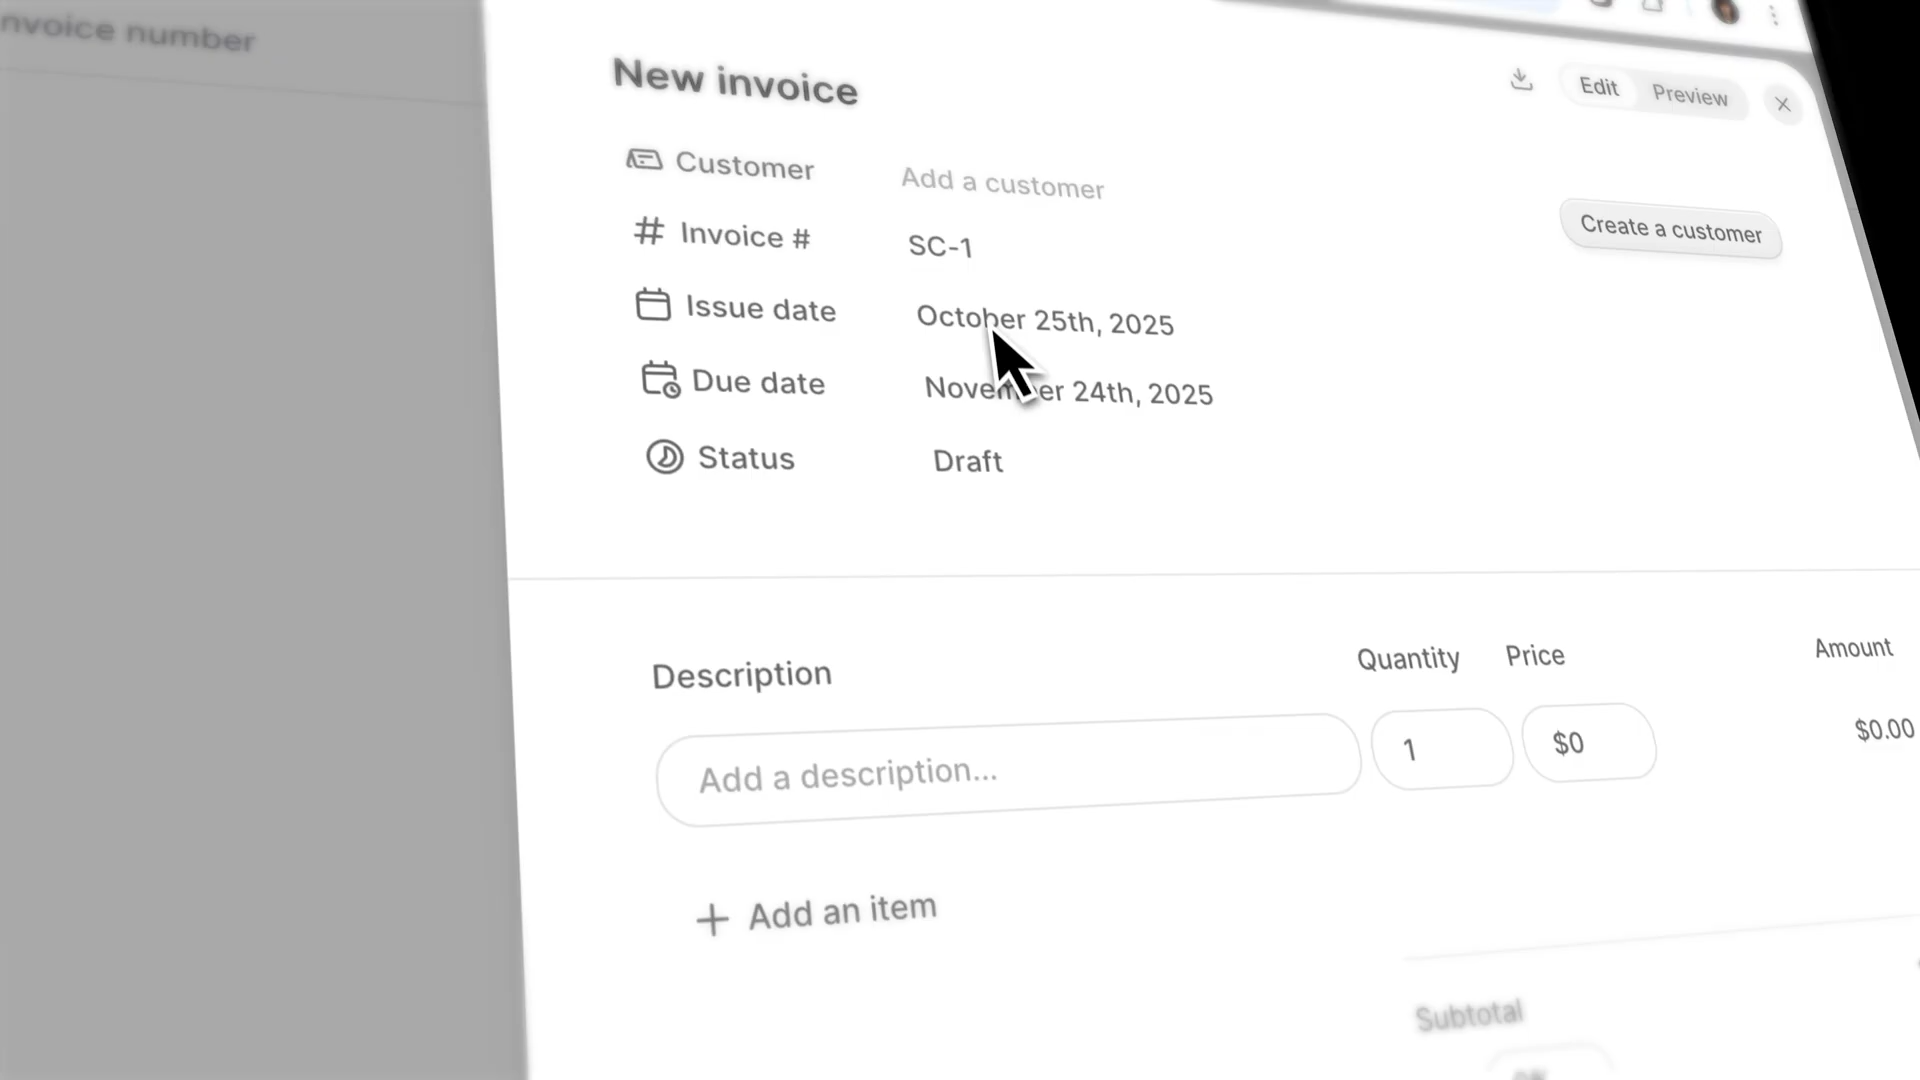 nvoice number
New invoice
Edit Preview
Customer Add a customer
Create a customer
Invoice # SC-1
Issue date October 25th, 2025
Due date November 24th, 2025
Status Draft
Description Quantity Price Amount
Add a description... 1 $0 $0.00
+ Add an item
Subtotal